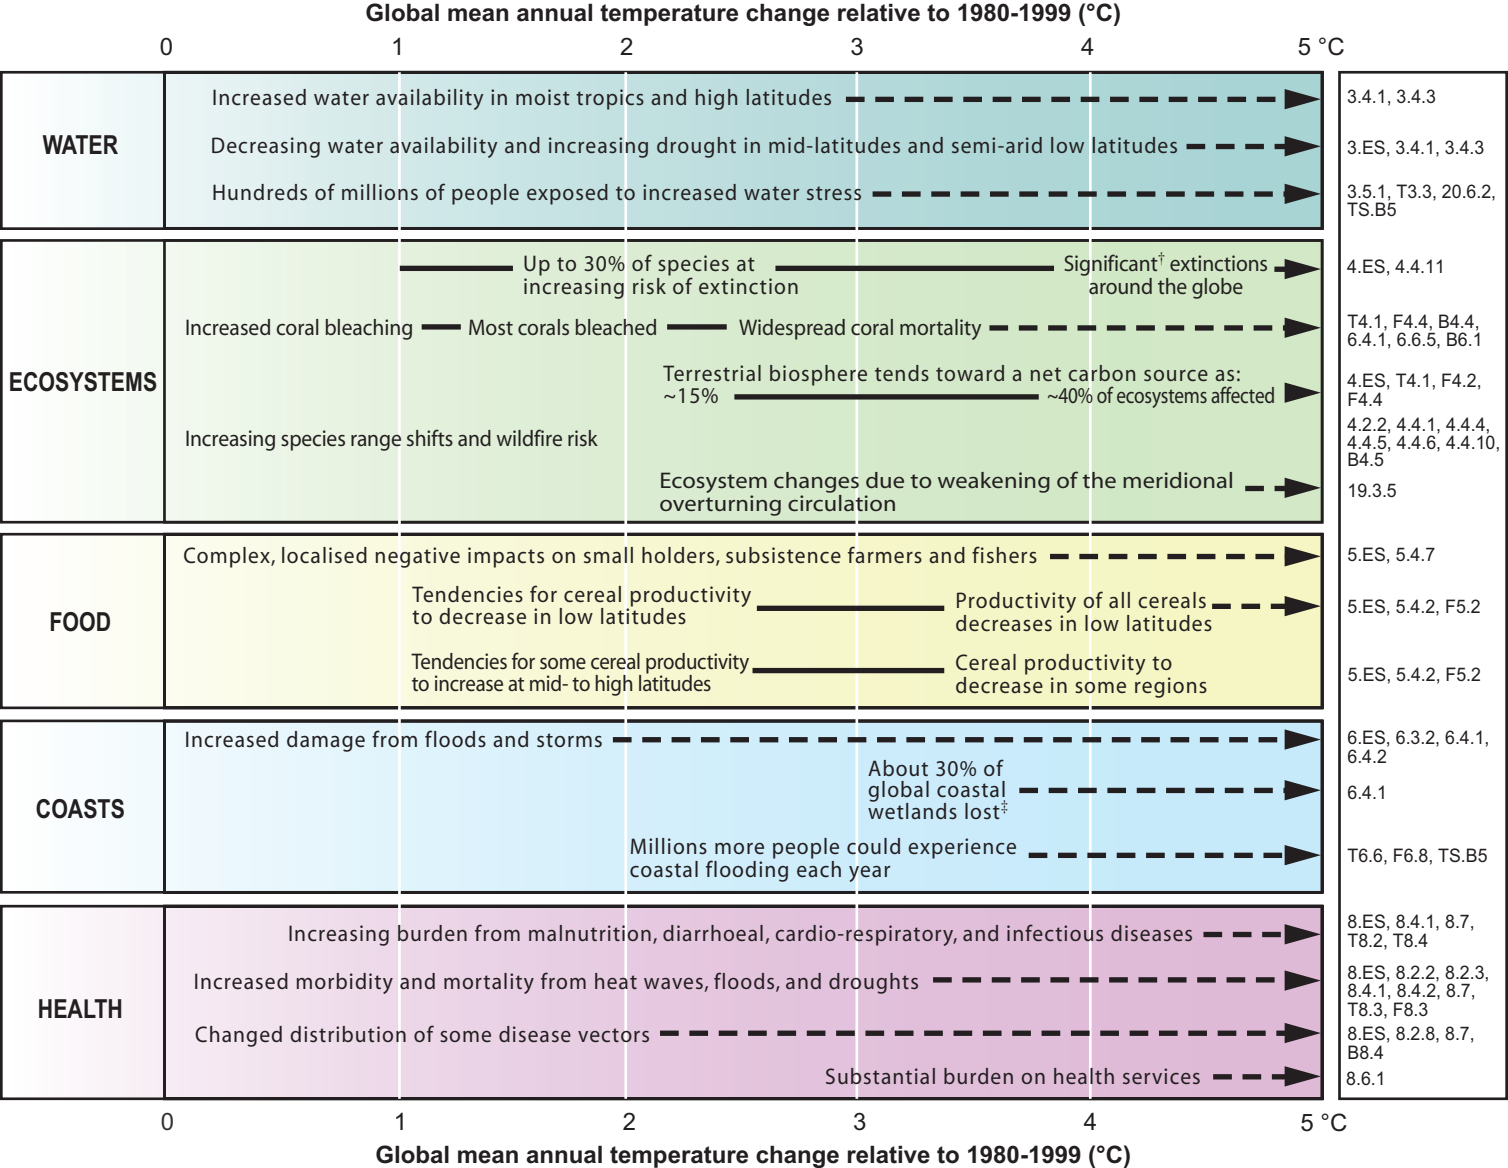 Global mean annual temperature change relative to 1980-1999 (°C)
0 1 2 3 4 5 °C
WATER
Increased water availability in moist tropics and high latitudes
3.4.1, 3.4.3
Decreasing water availability and increasing drought in mid-latitudes and semi-arid low latitudes
3.ES, 3.4.1, 3.4.3
Hundreds of millions of people exposed to increased water stress
3.5.1, T3.3, 20.6.2,
TS.B5
ECOSYSTEMS
Up to 30% of species at
increasing risk of extinction
Significant† extinctions
around the globe
4.ES, 4.4.11
Increased coral bleaching
Most corals bleached
Widespread coral mortality
T4.1, F4.4, B4.4,
6.4.1, 6.6.5, B6.1
Terrestrial biosphere tends toward a net carbon source as:
~15%
~40% of ecosystems affected
4.ES, T4.1, F4.2,
F4.4
Increasing species range shifts and wildfire risk
4.2.2, 4.4.1, 4.4.4,
4.4.5, 4.4.6, 4.4.10,
B4.5
Ecosystem changes due to weakening of the meridional
overturning circulation
19.3.5
FOOD
Complex, localised negative impacts on small holders, subsistence farmers and fishers
5.ES, 5.4.7
Tendencies for cereal productivity
to decrease in low latitudes
Productivity of all cereals
decreases in low latitudes
5.ES, 5.4.2, F5.2
Tendencies for some cereal productivity
to increase at mid- to high latitudes
Cereal productivity to
decrease in some regions
5.ES, 5.4.2, F5.2
COASTS
Increased damage from floods and storms
6.ES, 6.3.2, 6.4.1,
6.4.2
About 30% of
global coastal
wetlands lost‡
6.4.1
Millions more people could experience
coastal flooding each year
T6.6, F6.8, TS.B5
HEALTH
Increasing burden from malnutrition, diarrhoeal, cardio-respiratory, and infectious diseases
8.ES, 8.4.1, 8.7,
T8.2, T8.4
Increased morbidity and mortality from heat waves, floods, and droughts
8.ES, 8.2.2, 8.2.3,
8.4.1, 8.4.2, 8.7,
T8.3, F8.3
Changed distribution of some disease vectors
8.ES, 8.2.8, 8.7,
B8.4
Substantial burden on health services
8.6.1
0 1 2 3 4 5 °C
Global mean annual temperature change relative to 1980-1999 (°C)